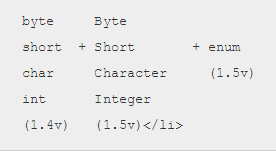 byte Byte
short + Short + enum
char Character (1.5v)
int Integer
(1.4v) (1.5v)</li>